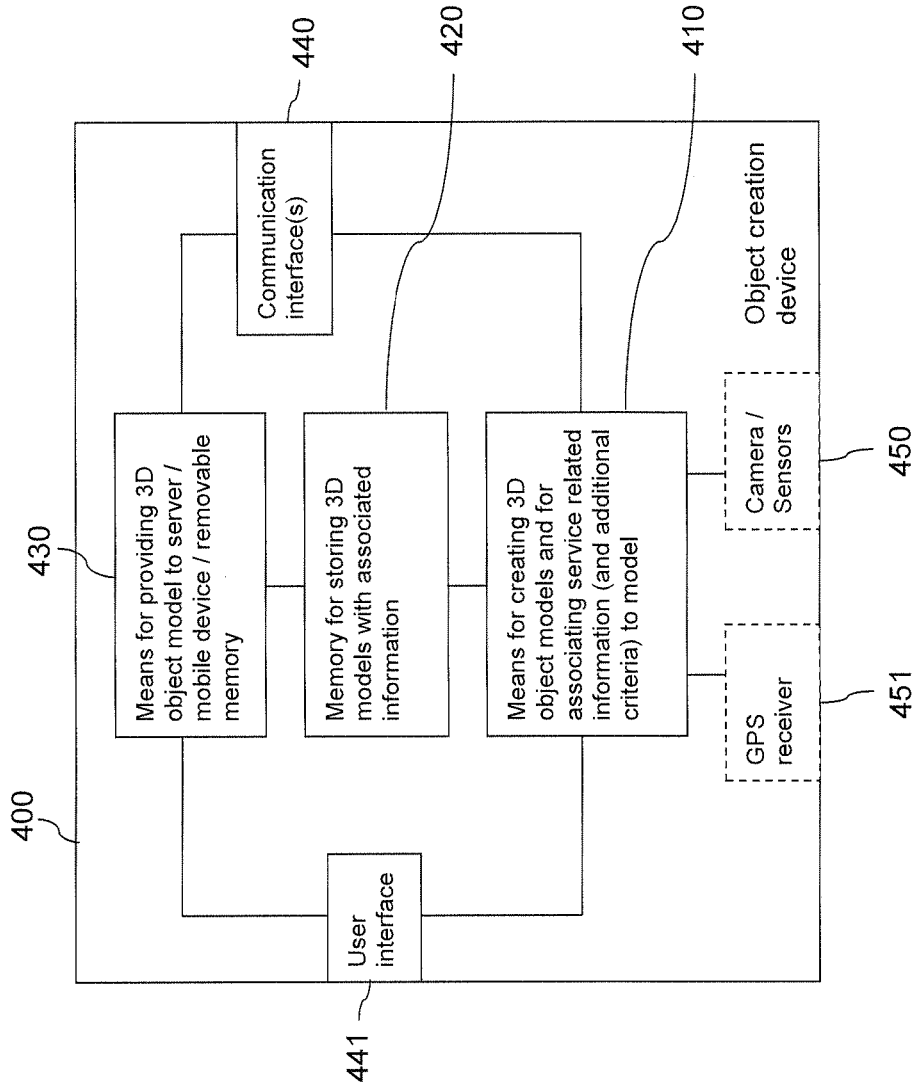 400
430
Means for providing 3D
object model to server /
mobile device / removable
memory
Communication
interface(s)
440
Memory for storing 3D
models with associated
information
420
User
interface
441
Means for creating 3D
object models and for
associating service related
information (and additional
criteria) to model
410
GPS
receiver
451
Camera /
Sensors
450
Object creation
device